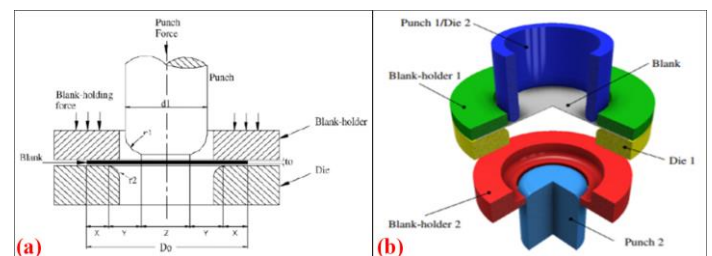 Punch
Force
Punch
d1
Blank-holding
force
Blank-holder
r1
Blank
to
r2
Die
X
Y
Z
Y
X
Do
(a)
Punch 1/Die 2
Blank-holder 1
Blank
Die 1
Blank-holder 2
Punch 2
(b)